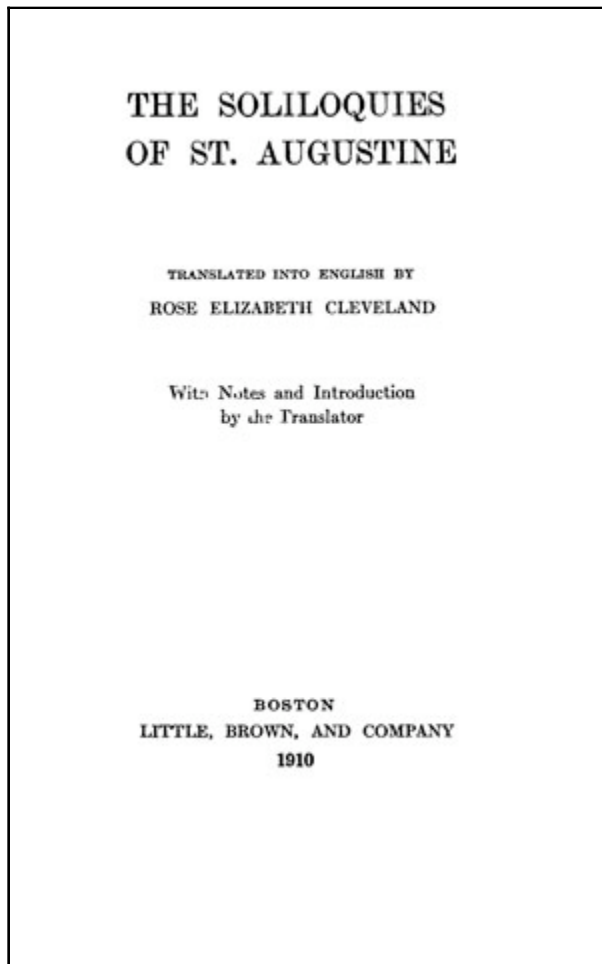 THE SOLILOQUIES
OF ST. AUGUSTINE
TRANSLATED INTO ENGLISH BY
ROSE ELIZABETH CLEVELAND
With Notes and Introduction
by the Translator
BOSTON
LITTLE, BROWN, AND COMPANY
1910